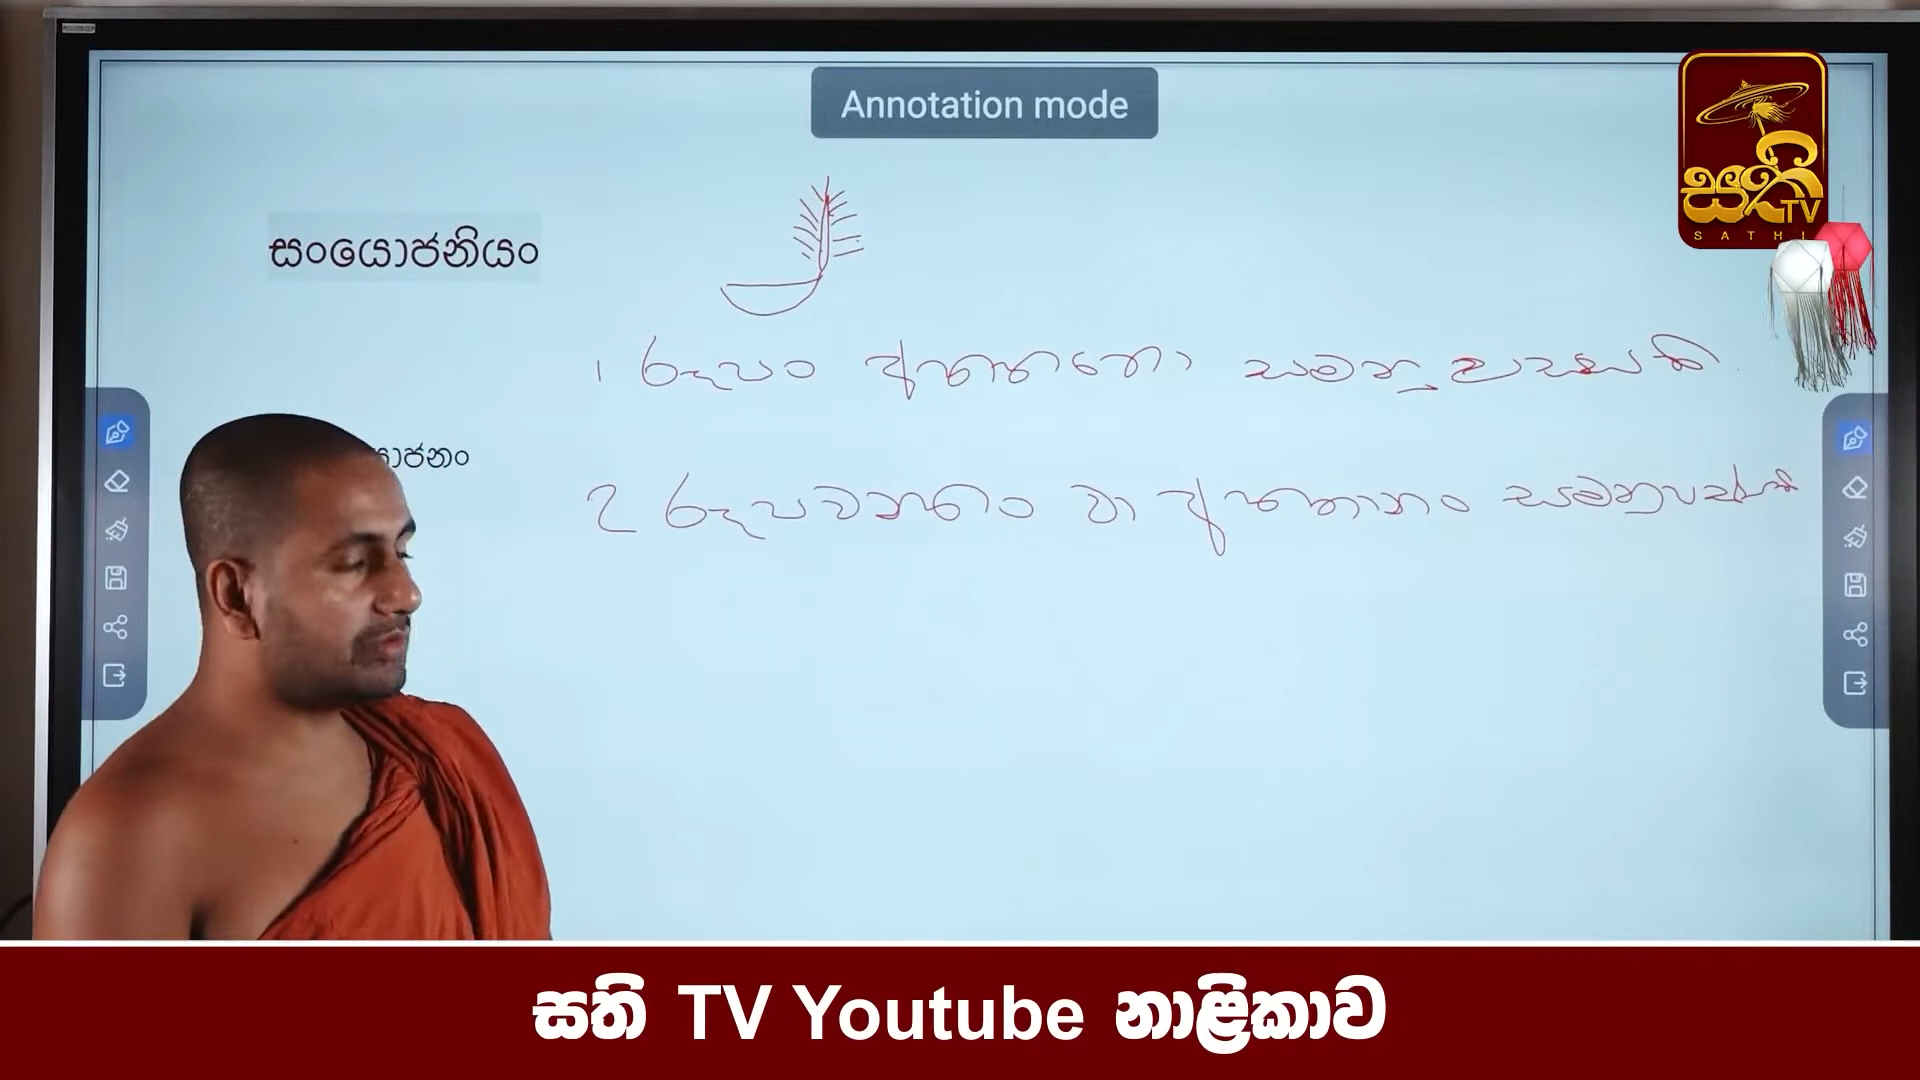 Annotation mode
සති TV
SATHI
සංයෝජනියං
1 රූපං අත්තතො සමනුපස්සති
යොජනං
2 රූපවන්තං වා අත්තානං සමනුපස්සති
සති TV Youtube නාළිකාව